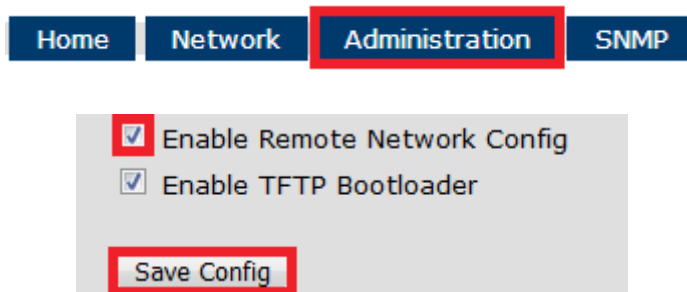 Home Network Administration SNMP
Enable Remote Network Config
Enable TFTP Bootloader
Save Config